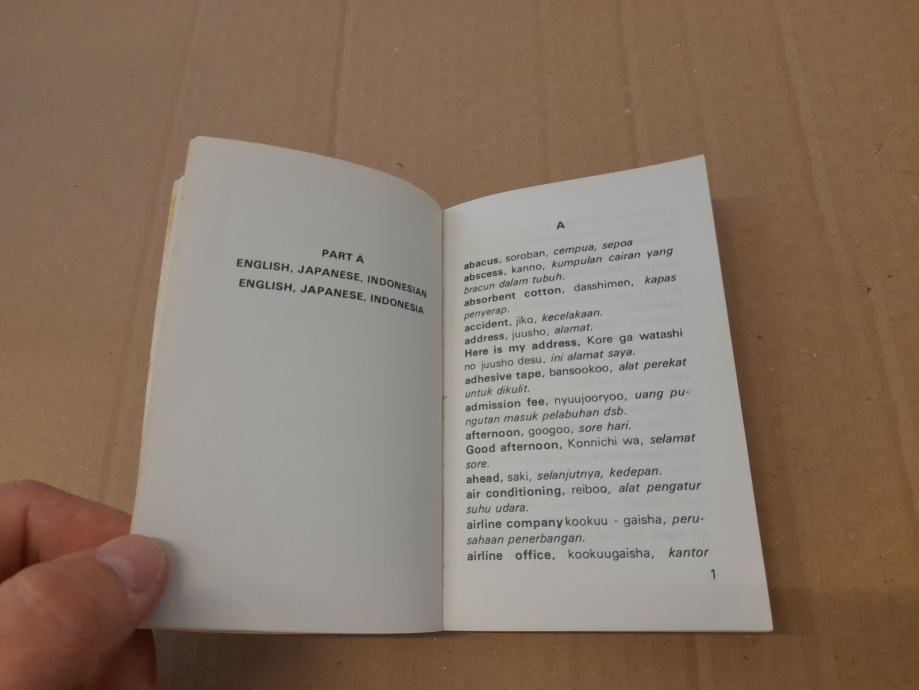 PART A
ENGLISH, JAPANESE, INDONESIAN
ENGLISH, JAPANESE, INDONESIA
A
abacus, soroban, cempua, sepoa
abscess, kanno, kumpulan cairan yang
bracun dalam tubuh.
absorbent cotton, dasshimen, kapas
penyerap.
accident, jiko, kecelakaan.
address, juusho, alamat.
Here is my address, Kore ga watashi
no juusho desu, ini alamat saya.
adhesive tape, bansookoo, alat perekat
untuk dikulit.
admission fee, nyuujooryoo, uang pu-
ngutan masuk pelabuhan dsb.
afternoon, googoo, sore hari.
Good afternoon, Konnichi wa, selamat
sore.
ahead, saki, selanjutnya, kedepan.
air conditioning, reiboo, alat pengatur
suhu udara.
airline company kookuu - gaisha, peru-
sahaan penerbangan.
airline office, kookuugaisha, kantor
1